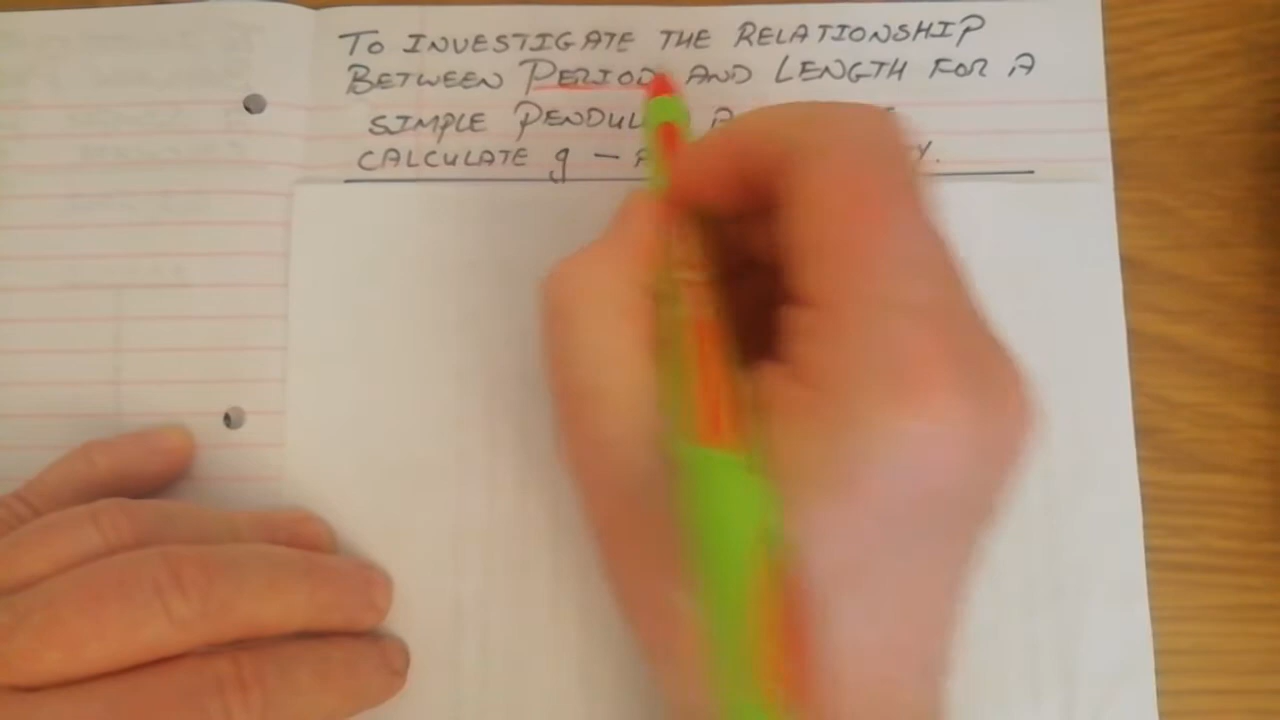 TO INVESTIGATE THE RELATIONSHIP
BETWEEN PERIOD AND LENGTH FOR A
SIMPLE
CALCULATE g –